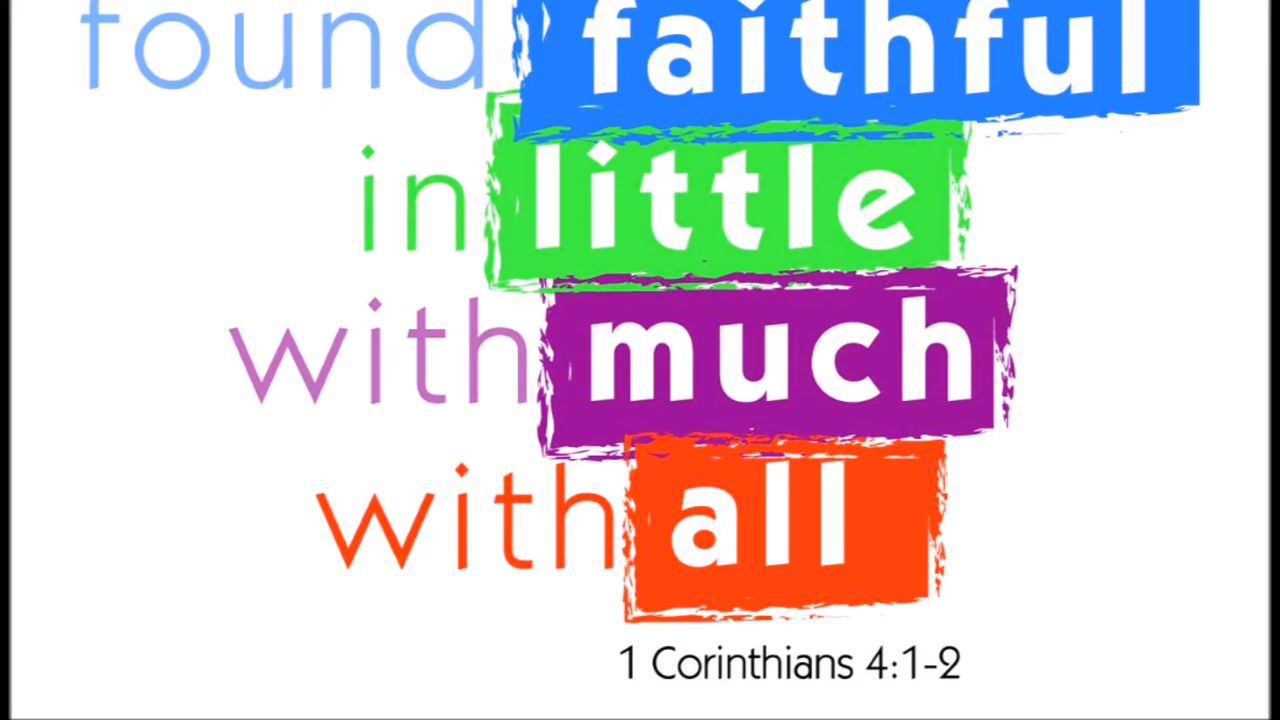 found faithful
in little
with much
with all
1 Corinthians 4:1-2